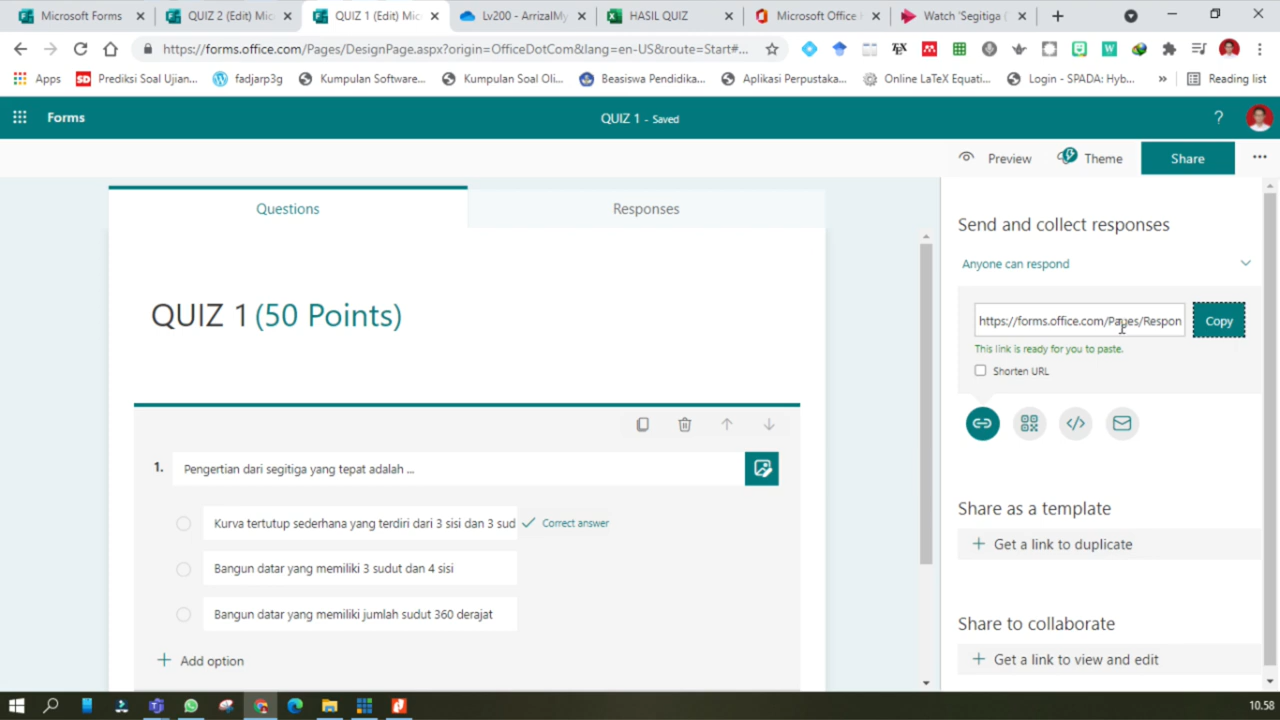 Microsoft Forms
QUIZ 2 (Edit) Mic
QUIZ 1 (Edit) Mic
Lv200 - ArrizalMy
HASIL QUIZ
Microsoft Office
Watch 'Segitiga (
https://forms.office.com/Pages/DesignPage.aspx?origin=OfficeDotCom&lang=en-US&route=Start#...
Apps
Prediksi Soal Ujian...
fadjarp3g
Kumpulan Software...
Kumpulan Soal Oli...
Beasiswa Pendidika...
Aplikasi Perpustaka...
Online LaTeX Equati...
Login - SPADA: Hyb...
»
Reading list
Forms
QUIZ 1 - Saved
?
Preview
Theme
Share
...
Questions
Responses
QUIZ 1 (50 Points)
1.
Pengertian dari segitiga yang tepat adalah ...
Kurva tertutup sederhana yang terdiri dari 3 sisi dan 3 sud
Correct answer
Bangun datar yang memiliki 3 sudut dan 4 sisi
Bangun datar yang memiliki jumlah sudut 360 derajat
+ Add option
Send and collect responses
Anyone can respond
https://forms.office.com/Pages/Respon
Copy
This link is ready for you to paste.
Shorten URL
Share as a template
+ Get a link to duplicate
Share to collaborate
+ Get a link to view and edit
10.58